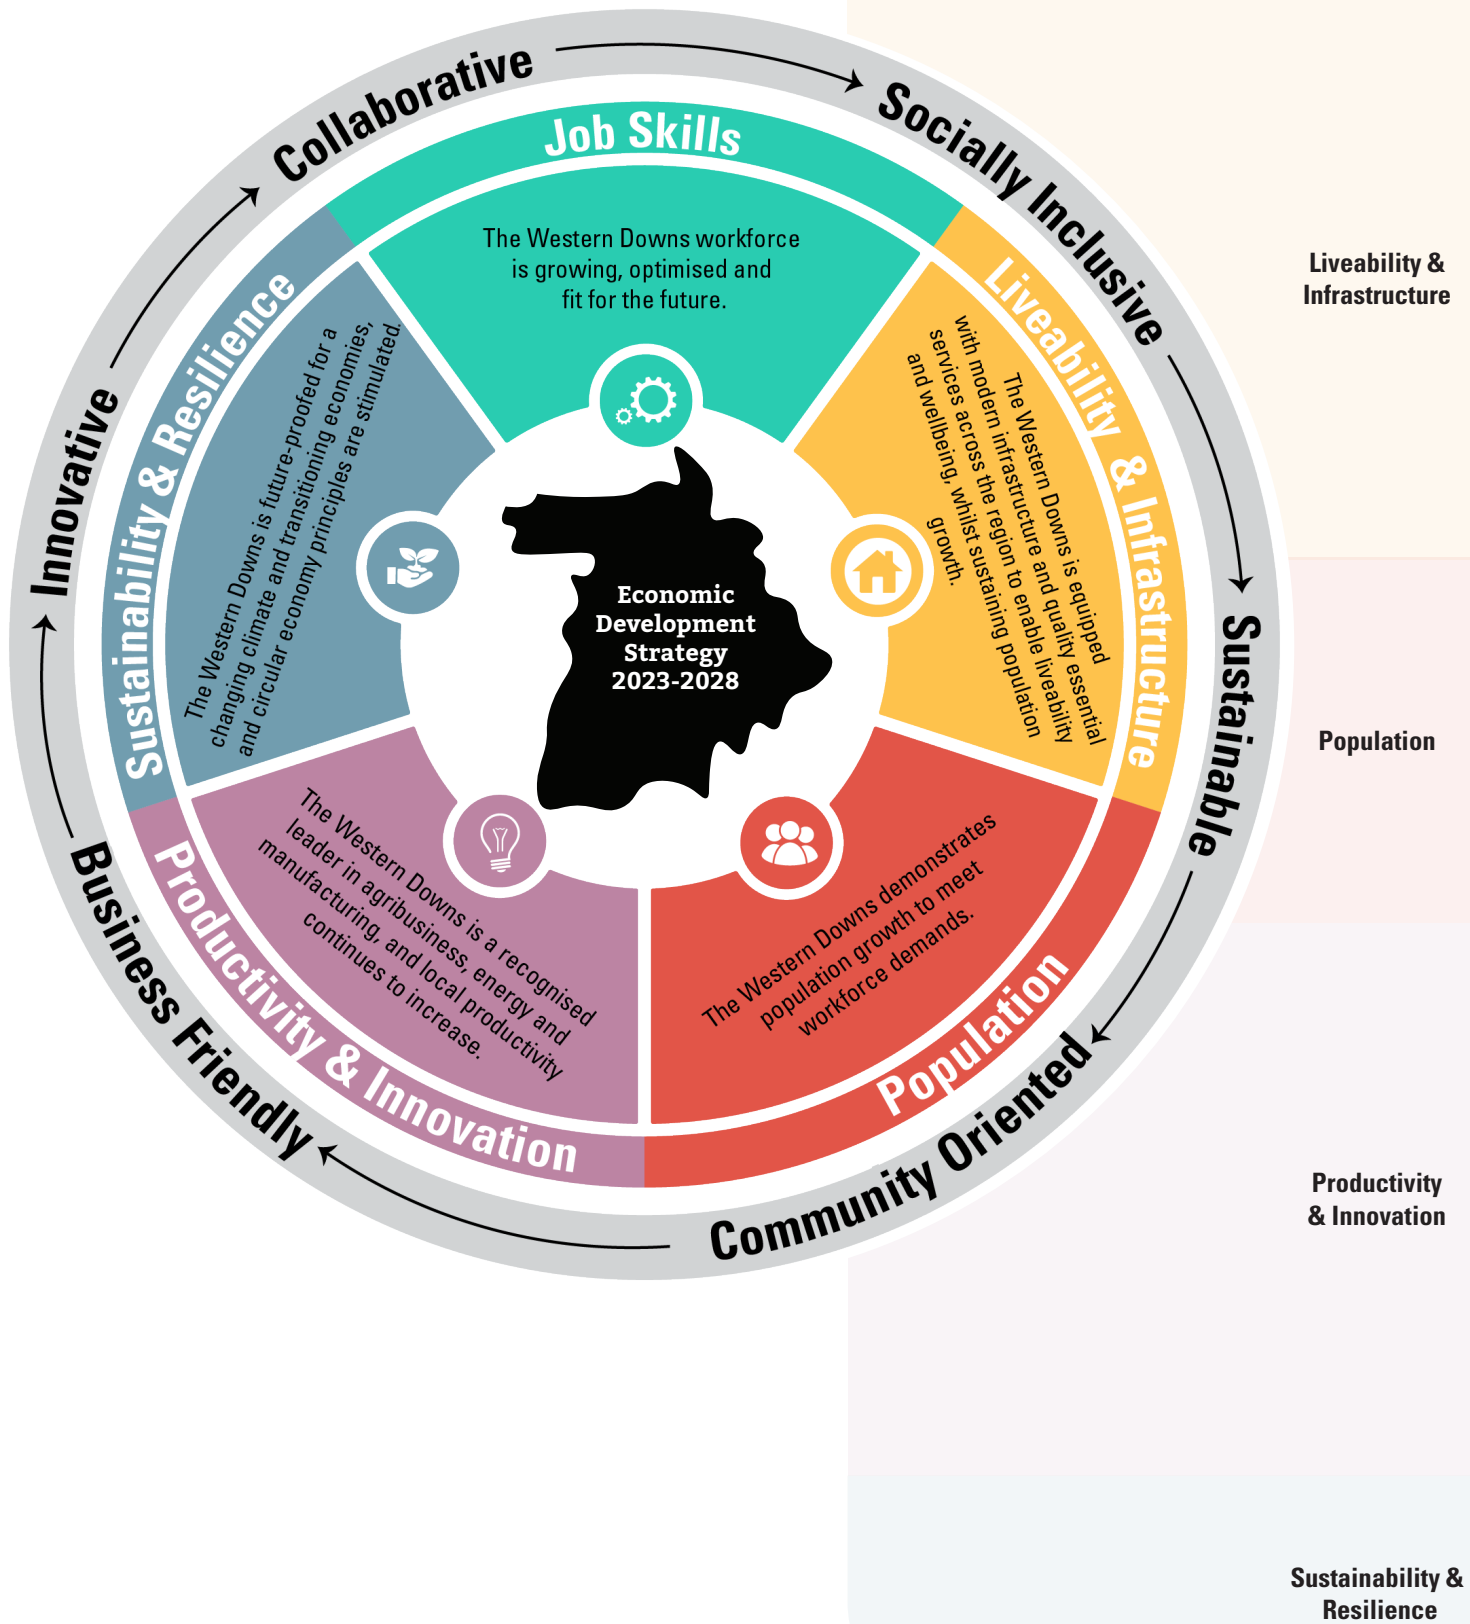 Collaborative
Socially Inclusive
Sustainable
Community Oriented
Business Friendly
Innovative
Job Skills
The Western Downs workforce
is growing, optimised and
fit for the future.
Liveability & Infrastructure
The Western Downs is equipped
with modern infrastructure and quality essential
services across the region to enable liveability
and wellbeing, whilst sustaining population
growth.
Population
The Western Downs demonstrates
population growth to meet
workforce demands.
Productivity & Innovation
The Western Downs is a recognised
leader in agribusiness, energy and
manufacturing, and local productivity
continues to increase.
Sustainability & Resilience
The Western Downs is future-proofed for a
changing climate and transitioning economies,
and circular economy principles are stimulated.
Economic
Development
Strategy
2023-2028
Liveability &
Infrastructure
Population
Productivity
& Innovation
Sustainability &
Resilience